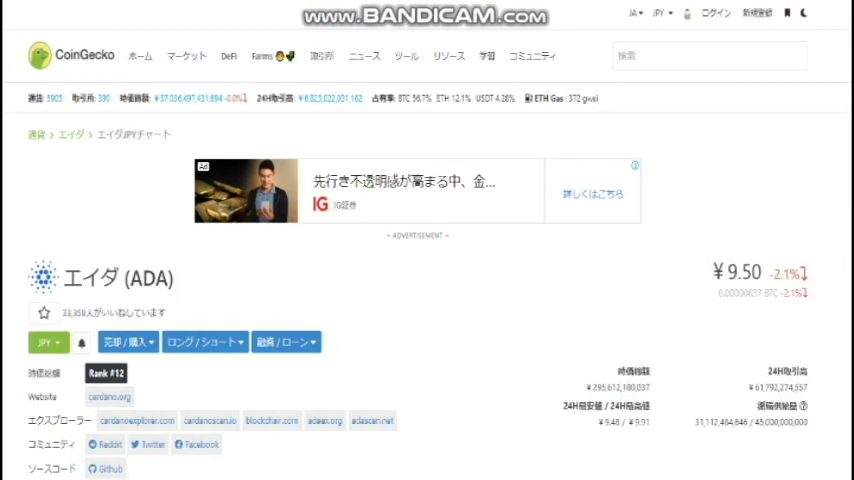 www.BANDICAM.com
JA JPY ログイン 新規登録
CoinGecko ホーム マーケット DeFi Farms 取引所 ニュース ツール リソース 学習 コミュニティ 検索
通貨: 5905 取引所: 390 時価総額: ¥37,036,497,431,694 -0.0% 24H取引高: ¥6,825,022,031,162 占有率: BTC 56.7% ETH 12.1% USDT 4.28% ETH Gas: 372 gwei
通貨 > エイダ > エイダJPYチャート
Ad
先行き不透明感が高まる中、金...
IG IG証券
詳しくはこちら
~ ADVERTISEMENT ~
エイダ (ADA)
¥9.50 -2.1%
0.00000837 BTC -2.1%
33,358人がいいねしています
JPY 売却 / 購入 ロング / ショート 融資 / ローン
時価総額 Rank #12
Website cardano.org
エクスプローラー cardanoexplorer.com cardanoscan.io blockchair.com adaex.org adascan.net
コミュニティ Reddit Twitter Facebook
ソースコード Github
時価総額 24H取引高
¥295,612,180,037 ¥61,792,274,557
24H最安値 / 24H最高値 循環供給量
¥9.48 / ¥9.91 31,112,484,646 / 45,000,000,000